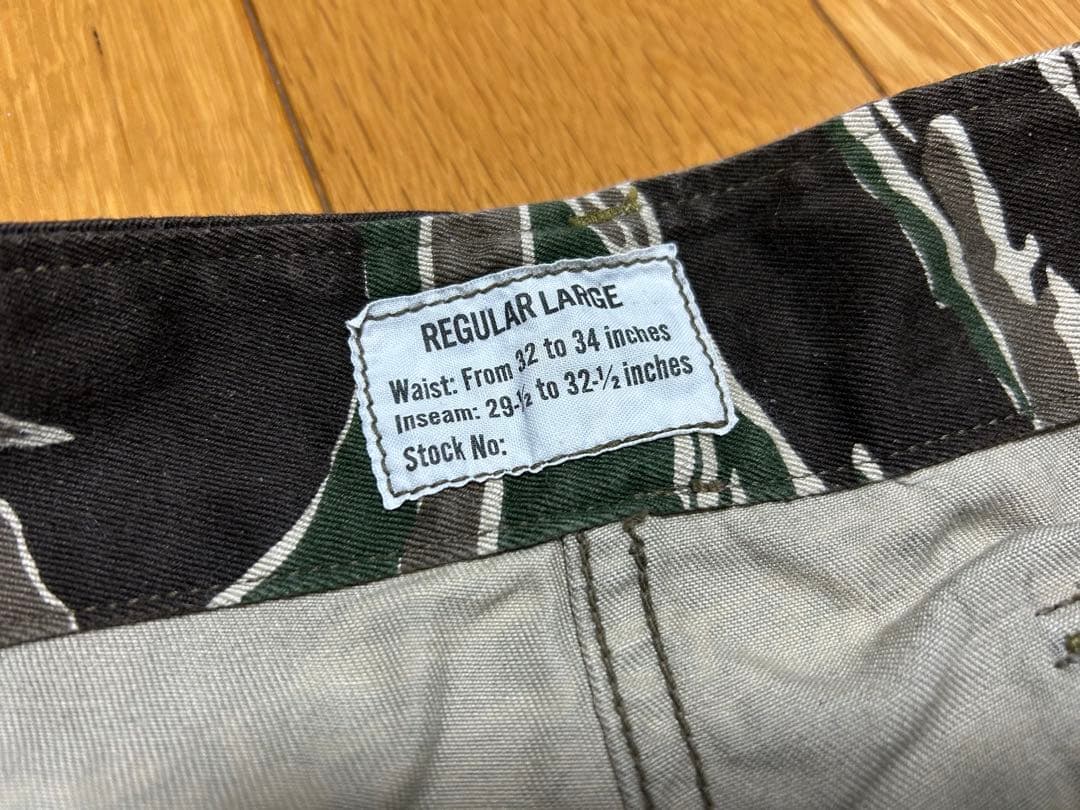 REGULAR LARGE
Waist: From 32 to 34 inches
Inseam: 29-½ to 32-½ inches
Stock No: